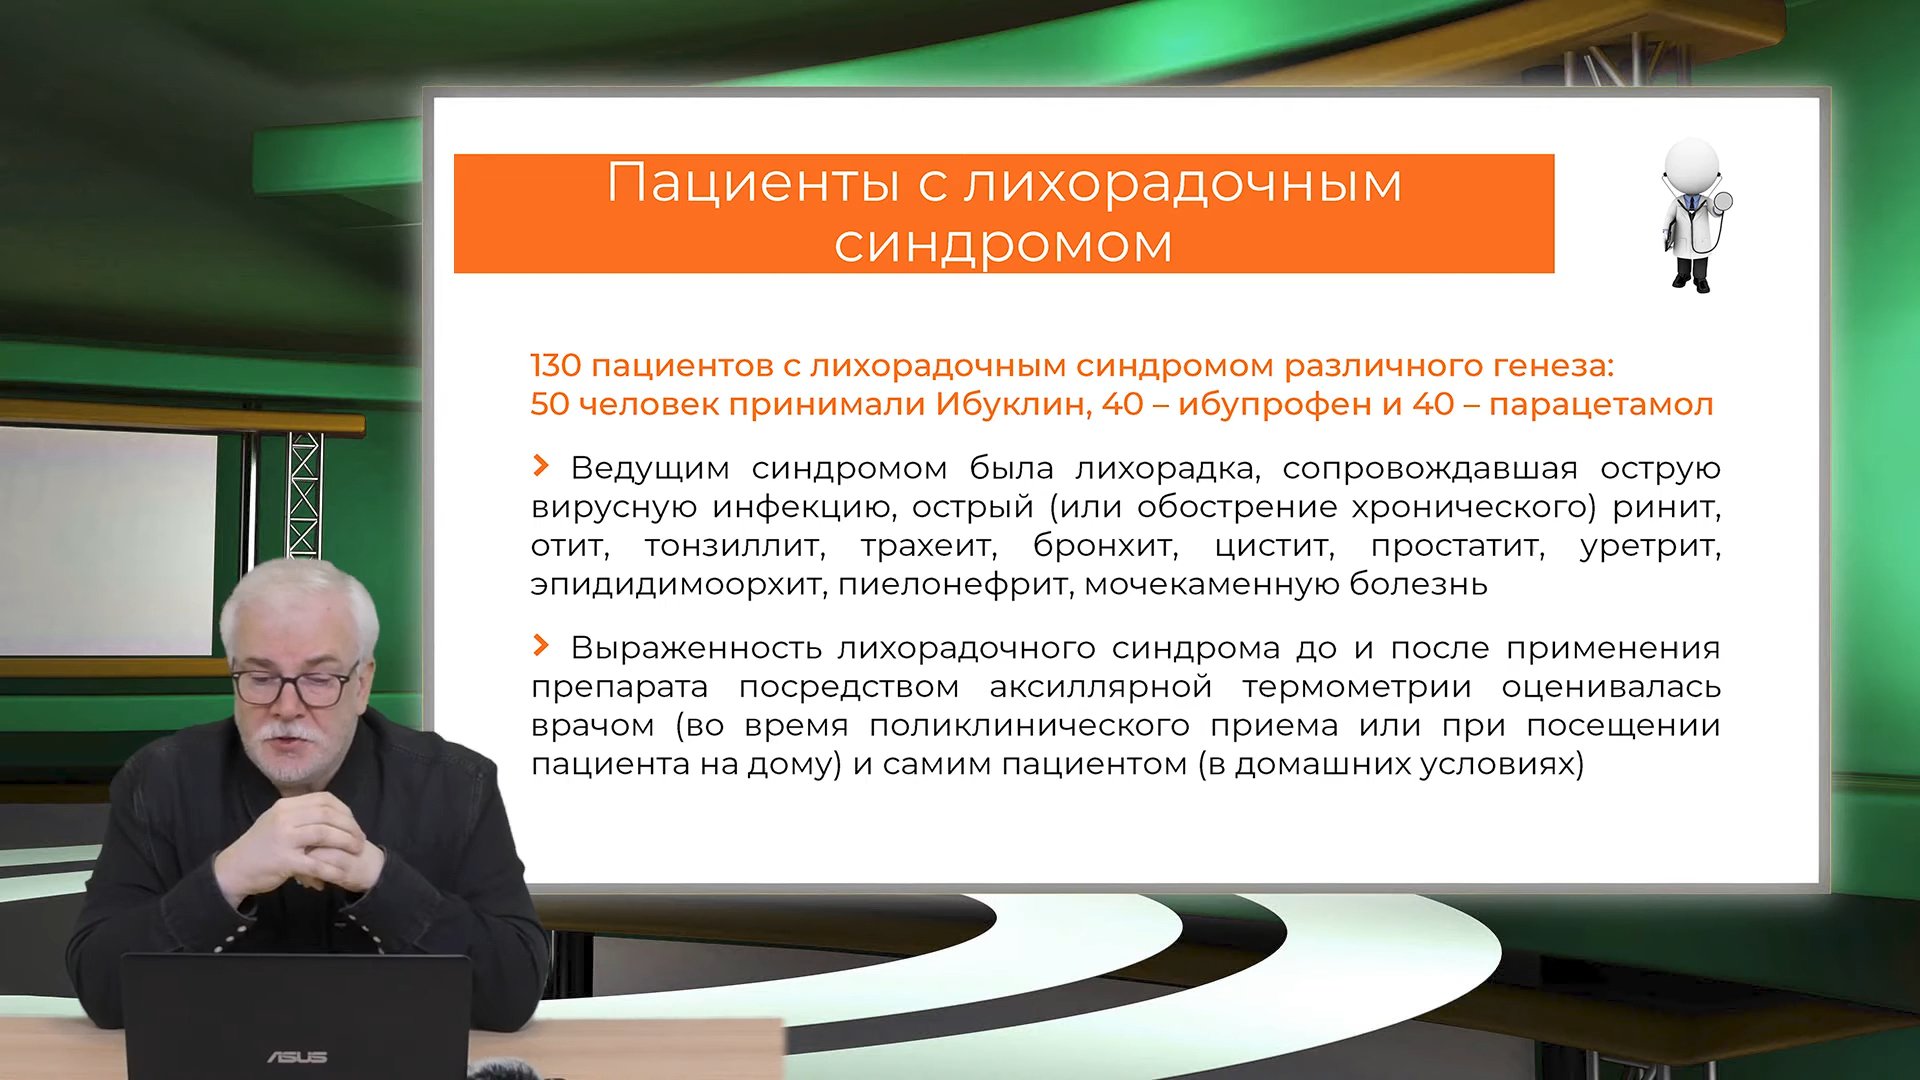 Пациенты с лихорадочным
синдромом
130 пациентов с лихорадочным синдромом различного генеза:
50 человек принимали Ибуклин, 40 – ибупрофен и 40 – парацетамол
Ведущим синдромом была лихорадка, сопровождавшая острую
вирусную инфекцию, острый (или обострение хронического) ринит,
отит, тонзиллит, трахеит, бронхит, цистит, простатит, уретрит,
эпидидимоорхит, пиелонефрит, мочекаменную болезнь
Выраженность лихорадочного синдрома до и после применения
препарата посредством аксиллярной термометрии оценивалась
врачом (во время поликлинического приема или при посещении
пациента на дому) и самим пациентом (в домашних условиях)
ASUS